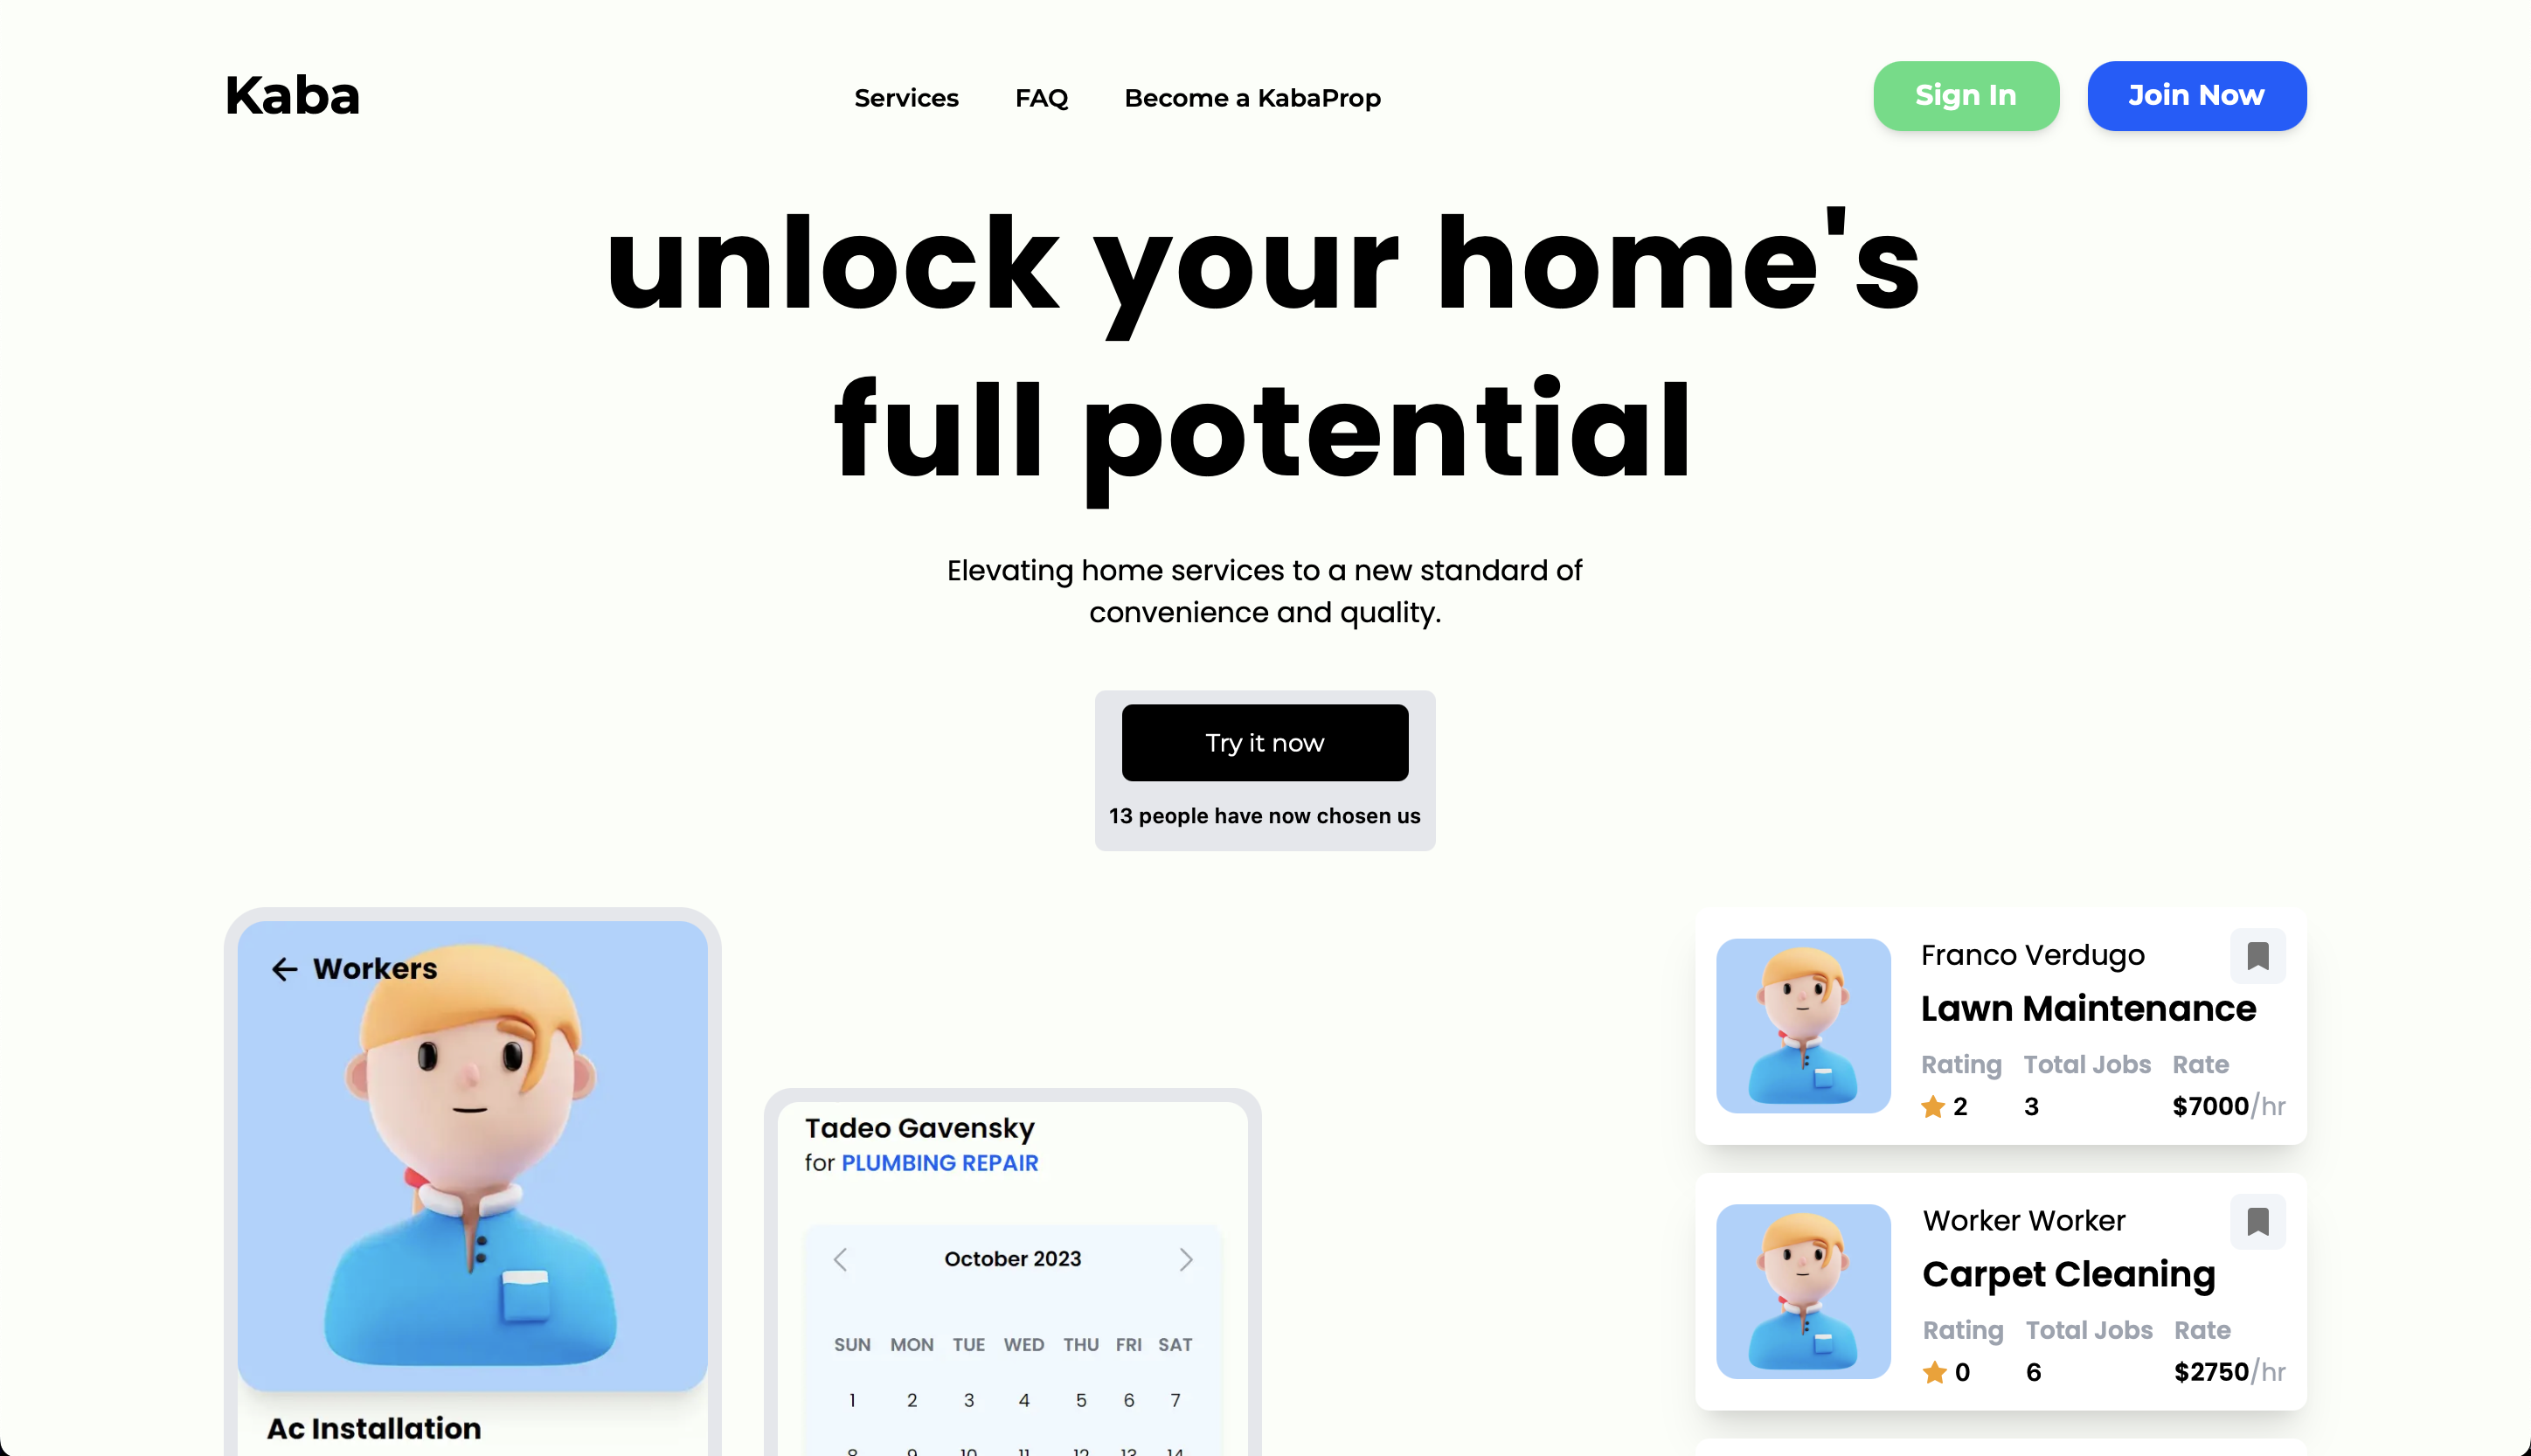 Kaba
Services FAQ Become a KabaProp
Sign In Join Now
unlock your home's
full potential
Elevating home services to a new standard of
convenience and quality.
Try it now
13 people have now chosen us
Workers
Ac Installation
Tadeo Gavensky
for PLUMBING REPAIR
October 2023
SUN MON TUE WED THU FRI SAT
1 2 3 4 5 6 7
8 9 10 11 12 13 14
Franco Verdugo
Lawn Maintenance
Rating Total Jobs Rate
2 3 $7000/hr
Worker Worker
Carpet Cleaning
Rating Total Jobs Rate
0 6 $2750/hr